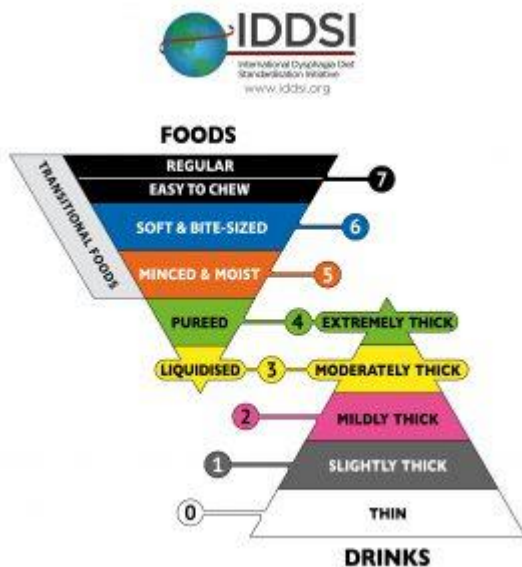 IDDSI
International Dysphagia Diet
Standardisation Initiative
www.iddsi.org
FOODS
TRANSITIONAL FOODS
REGULAR
EASY TO CHEW
7
SOFT & BITE-SIZED
6
MINCED & MOIST
5
PUREED
4
EXTREMELY THICK
LIQUIDISED
3
MODERATELY THICK
2
MILDLY THICK
1
SLIGHTLY THICK
0
THIN
DRINKS